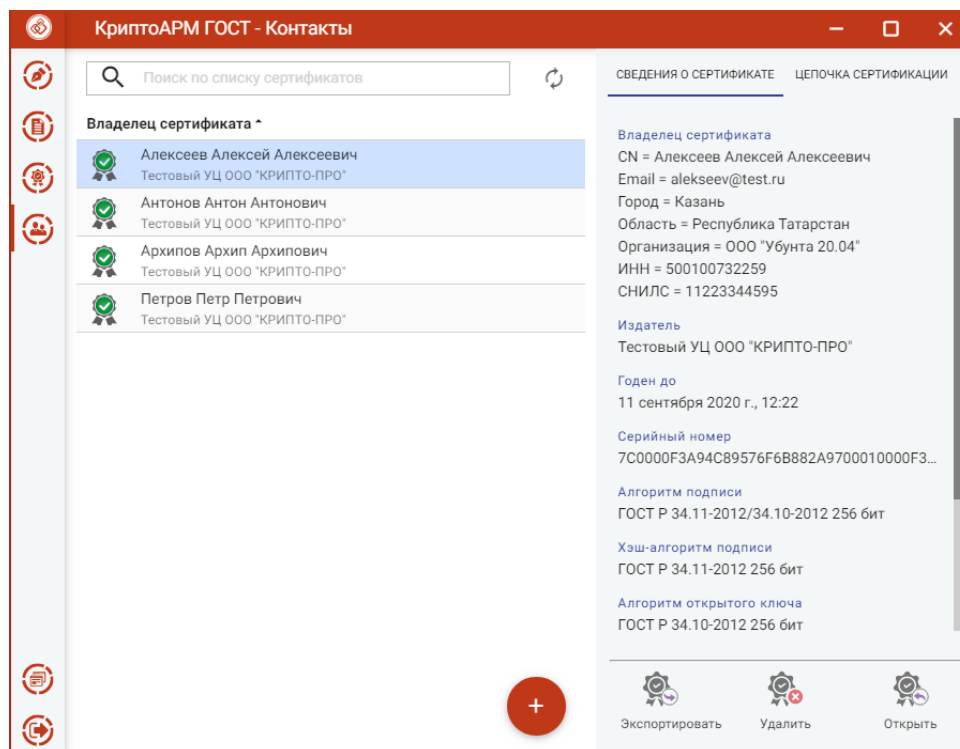 КриптоАРМ ГОСТ - Контакты
Поиск по списку сертификатов
Владелец сертификата
Алексеев Алексей Алексеевич
Тестовый УЦ ООО "КРИПТО-ПРО"
Антонов Антон Антонович
Тестовый УЦ ООО "КРИПТО-ПРО"
Архипов Архип Архипович
Тестовый УЦ ООО "КРИПТО-ПРО"
Петров Петр Петрович
Тестовый УЦ ООО "КРИПТО-ПРО"
СВЕДЕНИЯ О СЕРТИФИКАТЕ ЦЕПОЧКА СЕРТИФИКАЦИИ
Владелец сертификата
CN = Алексеев Алексей Алексеевич
Email = alekseev@test.ru
Город = Казань
Область = Республика Татарстан
Организация = ООО "Убунта 20.04"
ИНН = 500100732259
СНИЛС = 11223344595
Издатель
Тестовый УЦ ООО "КРИПТО-ПРО"
Годен до
11 сентября 2020 г., 12:22
Серийный номер
7C0000F3A94C89576F6B882A9700010000F3...
Алгоритм подписи
ГОСТ Р 34.11-2012/34.10-2012 256 бит
Хэш-алгоритм подписи
ГОСТ Р 34.11-2012 256 бит
Алгоритм открытого ключа
ГОСТ Р 34.10-2012 256 бит
Экспортировать Удалить Открыть